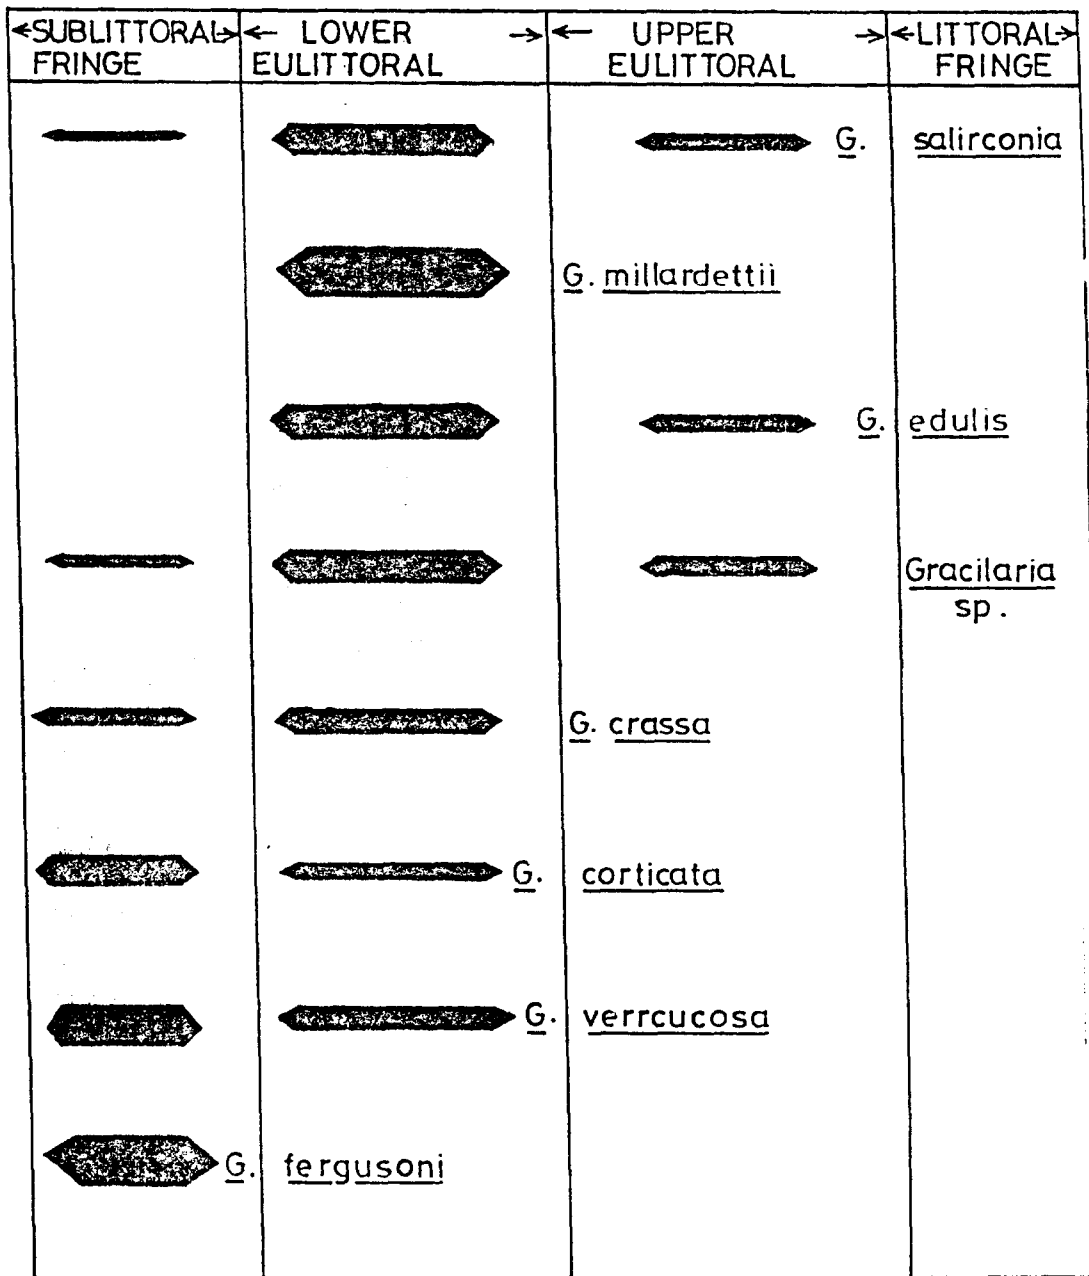 ←SUBLITTORAL→ ← LOWER → ← UPPER → ←LITTORAL→
FRINGE EULITTORAL EULITTORAL FRINGE
G. salirconia
G. millardettii
G. edulis
Gracilaria
sp.
G. crassa
G. corticata
G. verrcucosa
G. fergusoni